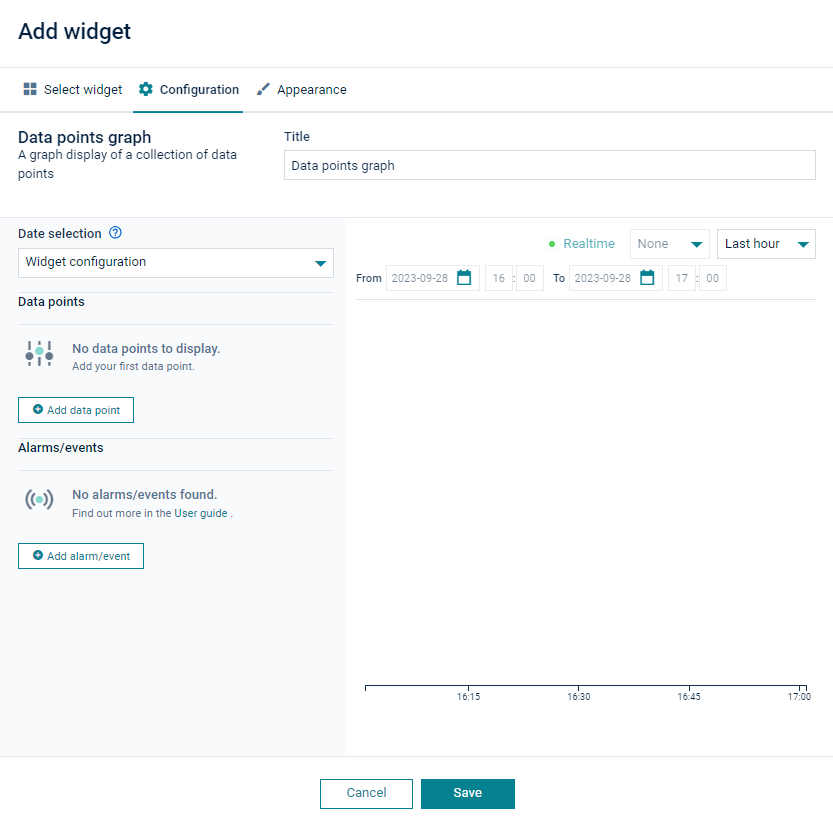 Add widget
Select widget
Configuration
Appearance
Data points graph
A graph display of a collection of data
points
Title
Data points graph
Date selection
Widget configuration
Data points
No data points to display.
Add your first data point.
Add data point
Alarms/events
No alarms/events found.
Find out more in the User guide .
Add alarm/event
Realtime None Last hour
From 2023-09-28 16 : 00 To 2023-09-28 17 : 00
16:15 16:30 16:45 17:00
Cancel Save